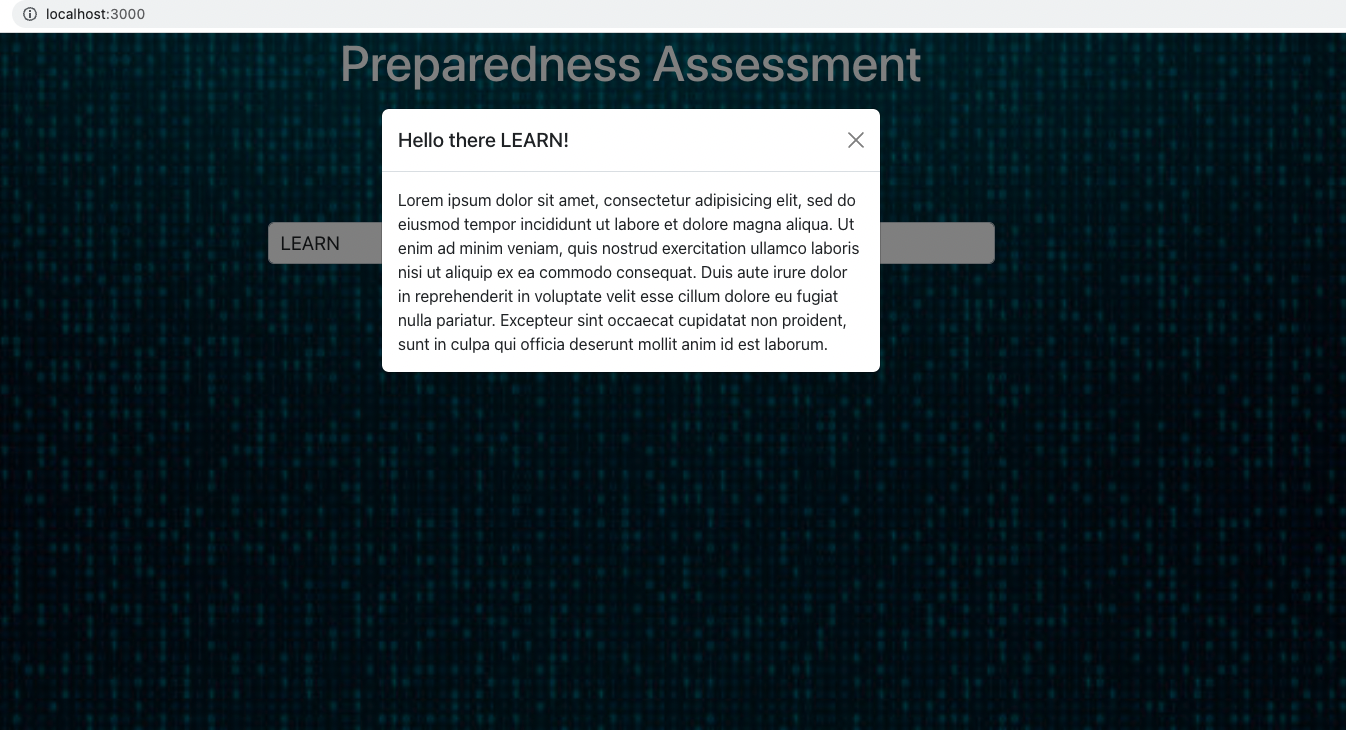 localhost:3000
Preparedness Assessment
Hello there LEARN!
Lorem ipsum dolor sit amet, consectetur adipisicing elit, sed do
eiusmod tempor incididunt ut labore et dolore magna aliqua. Ut
enim ad minim veniam, quis nostrud exercitation ullamco laboris
nisi ut aliquip ex ea commodo consequat. Duis aute irure dolor
in reprehenderit in voluptate velit esse cillum dolore eu fugiat
nulla pariatur. Excepteur sint occaecat cupidatat non proident,
sunt in culpa qui officia deserunt mollit anim id est laborum.
LEARN